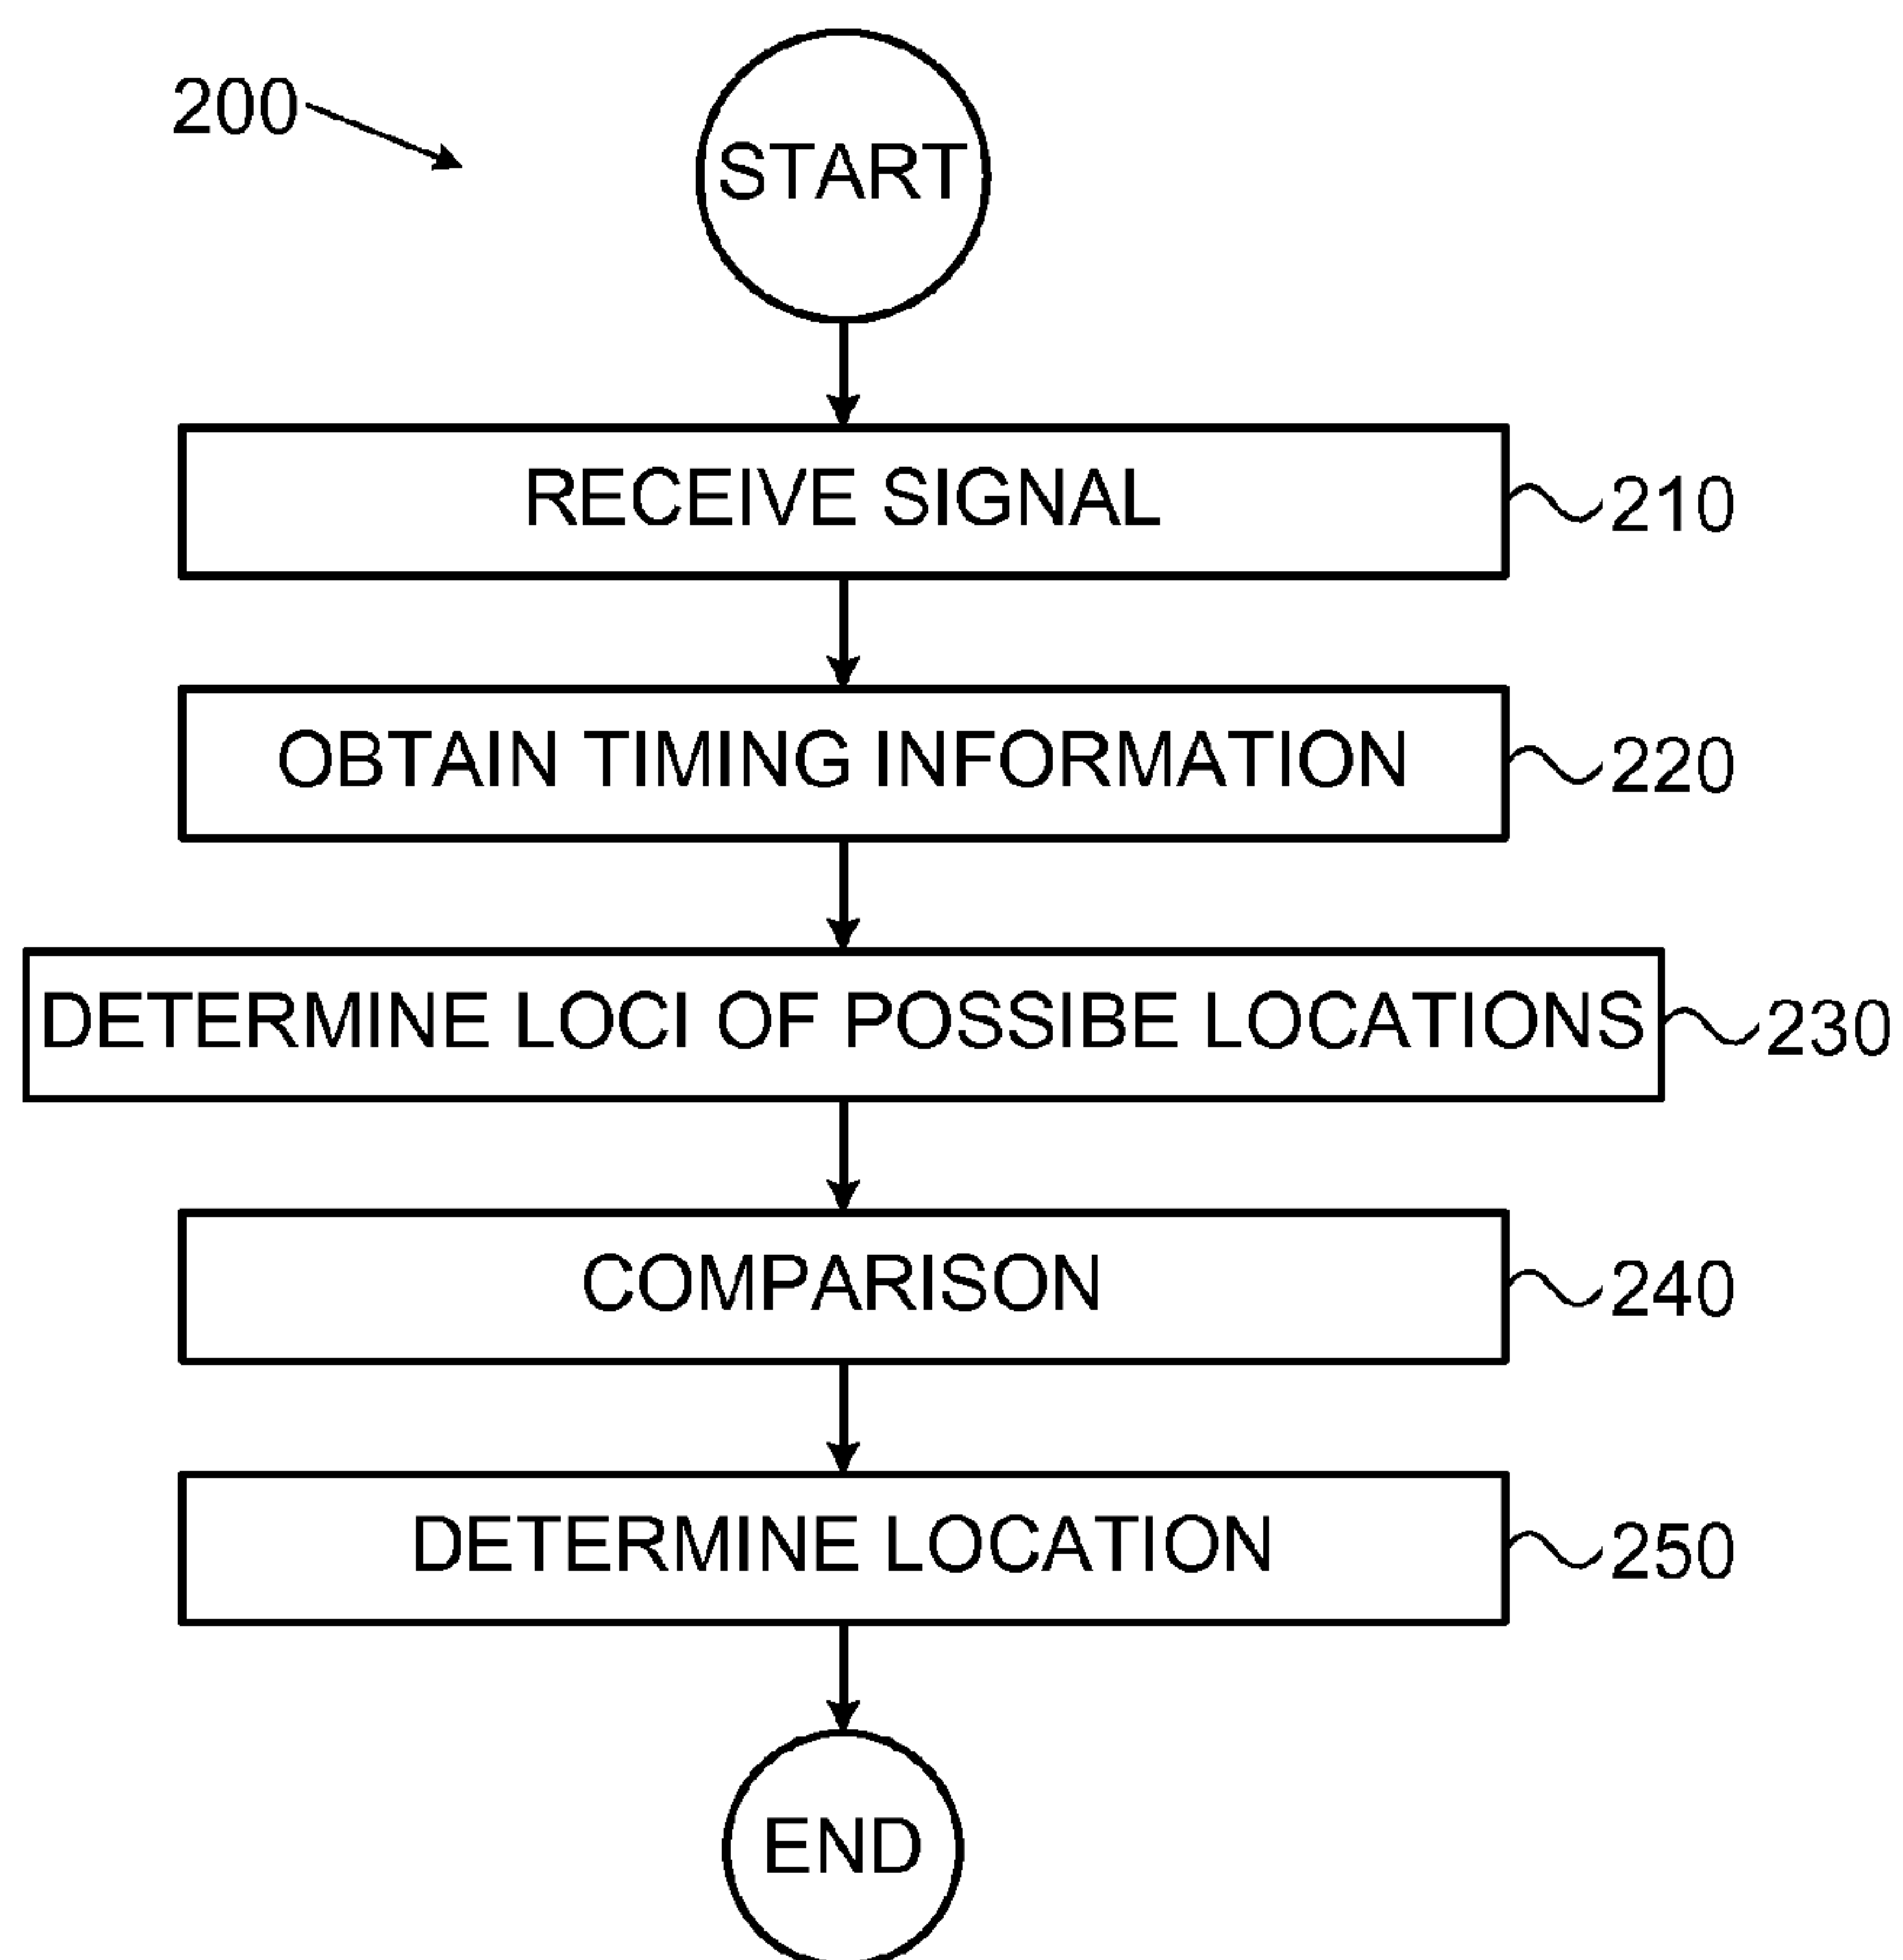 200
START
RECEIVE SIGNAL
210
OBTAIN TIMING INFORMATION
220
DETERMINE LOCI OF POSSIBE LOCATIONS
230
COMPARISON
240
DETERMINE LOCATION
250
END